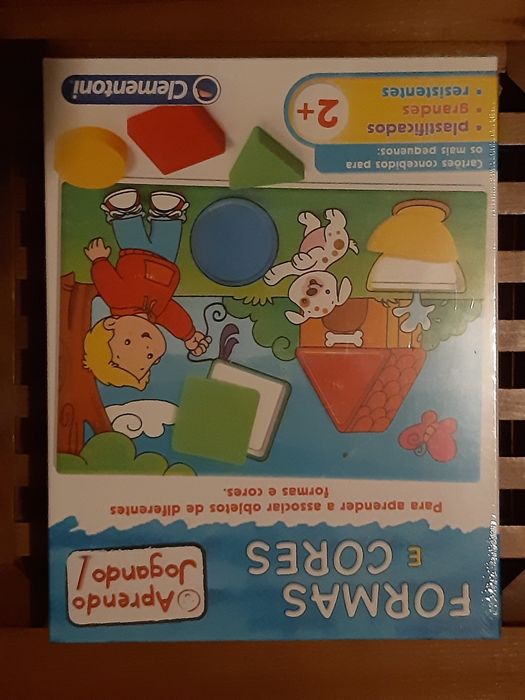 FORMAS
E CORES
Aprendo
Jogando!
Para aprender a associar objetos de diferentes
formas e cores.
Cartões concebidos para
os mais pequenos:
• plastificados
• grandes
• resistentes
2+
Clementoni